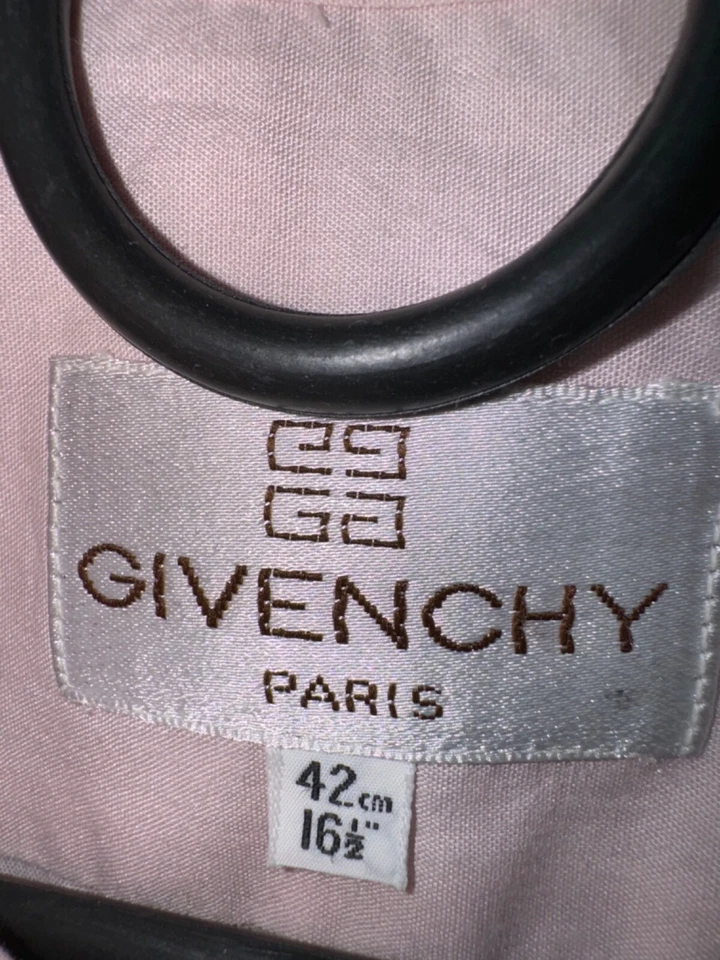 GIVENCHY
PARIS
42cm
16½"